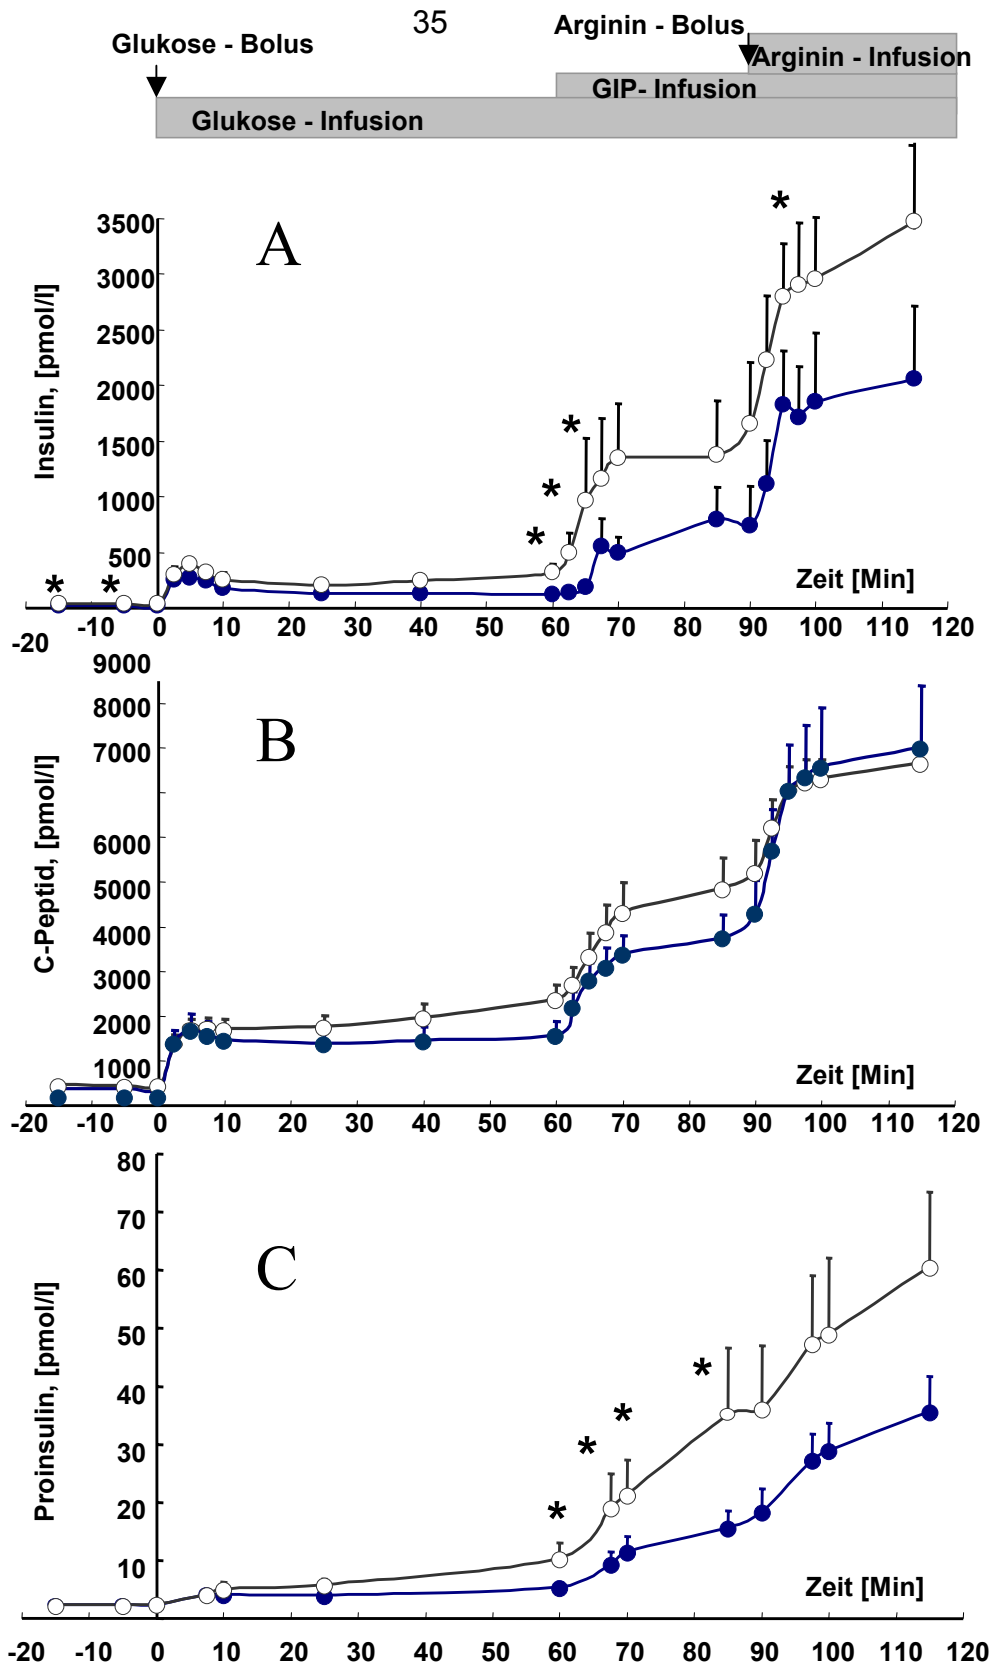 35
Glukose - Bolus
Arginin - Bolus
Arginin - Infusion
GIP- Infusion
Glukose - Infusion
A
Insulin, [pmol/l]
3500
3000
2500
2000
1500
1000
500
* * * * * *
Zeit [Min]
-20 -10 0 10 20 30 40 50 60 70 80 90 100 110 120
B
C-Peptid, [pmol/l]
9000
8000
7000
6000
5000
4000
3000
2000
1000
Zeit [Min]
-20 -10 0 10 20 30 40 50 60 70 80 90 100 110 120
C
Proinsulin, [pmol/l]
80
70
60
50
40
30
20
10
* * * *
Zeit [Min]
-20 -10 0 10 20 30 40 50 60 70 80 90 100 110 120